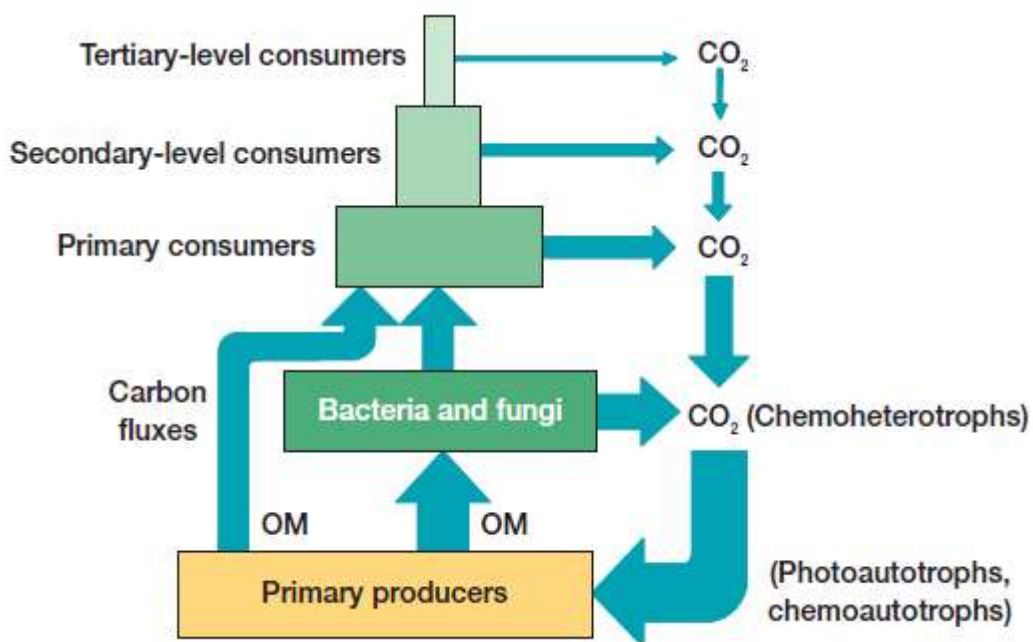 Tertiary-level consumers
CO₂
Secondary-level consumers
CO₂
Primary consumers
CO₂
Carbon
fluxes
Bacteria and fungi
CO₂ (Chemoheterotrophs)
OM
OM
Primary producers
(Photoautotrophs,
chemoautotrophs)